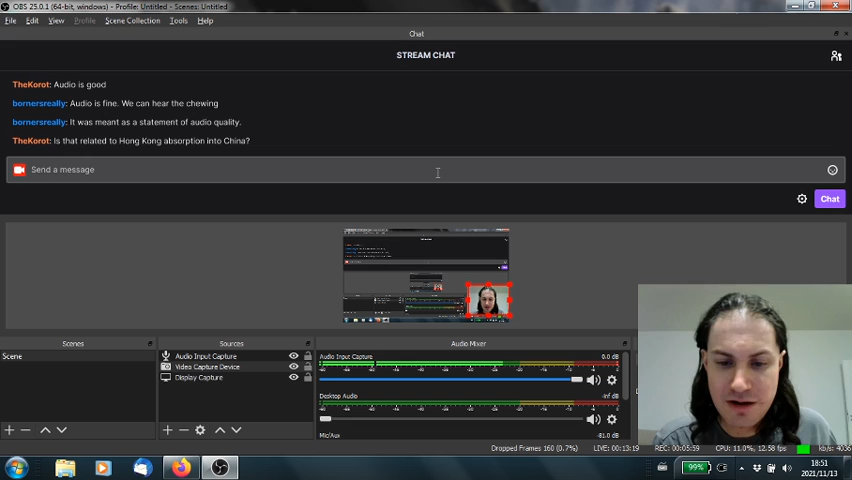 OBS 25.0.1 (64-bit, windows) - Profile: Untitled - Scenes: Untitled
File Edit View Profile Scene Collection Tools Help
Chat
STREAM CHAT
TheKorot: Audio is good
bornersreally: Audio is fine. We can hear the chewing
bornersreally: It was meant as a statement of audio quality.
TheKorot: Is that related to Hong Kong absorption into China?
Send a message
Chat
Scenes Sources Audio Mixer
Scene
Audio Input Capture
Video Capture Device
Display Capture
Audio Input Capture 0.0 dB
Desktop Audio -inf dB
Mic/Aux -81.0 dB
Dropped Frames 160 (0.7%) LIVE: 00:13:19 REC: 00:05:59 CPU: 11.0%, 12.58 fps kb/s: 4036
99% 18:51
2021/11/13